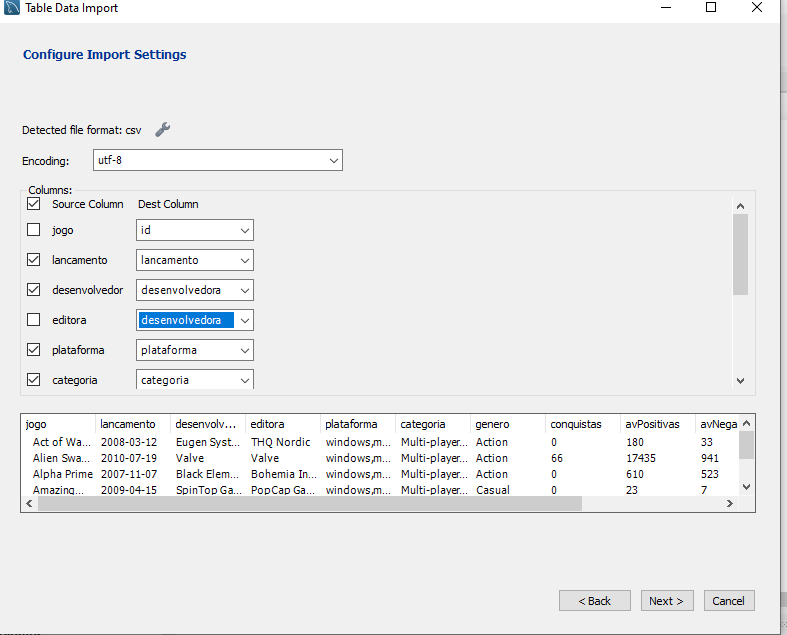 Table Data Import
Configure Import Settings
Detected file format: csv
Encoding: utf-8
Columns:
Source Column Dest Column
jogo id
lancamento lancamento
desenvolvedor desenvolvedora
editora desenvolvedora
plataforma plataforma
categoria categoria
jogo lancamento desenvolv... editora plataforma categoria genero conquistas avPositivas avNega
Act of Wa... 2008-03-12 Eugen Syst... THQ Nordic windows,m... Multi-player... Action 0 180 33
Alien Swa... 2010-07-19 Valve Valve windows,m... Multi-player... Action 66 17435 941
Alpha Prime 2007-11-07 Black Elem... Bohemia In... windows,m... Multi-player... Action 0 610 523
Amazing... 2009-04-15 SpinTop Ga... PopCap Ga... windows,m... Multi-player... Casual 0 23 7
< Back Next > Cancel